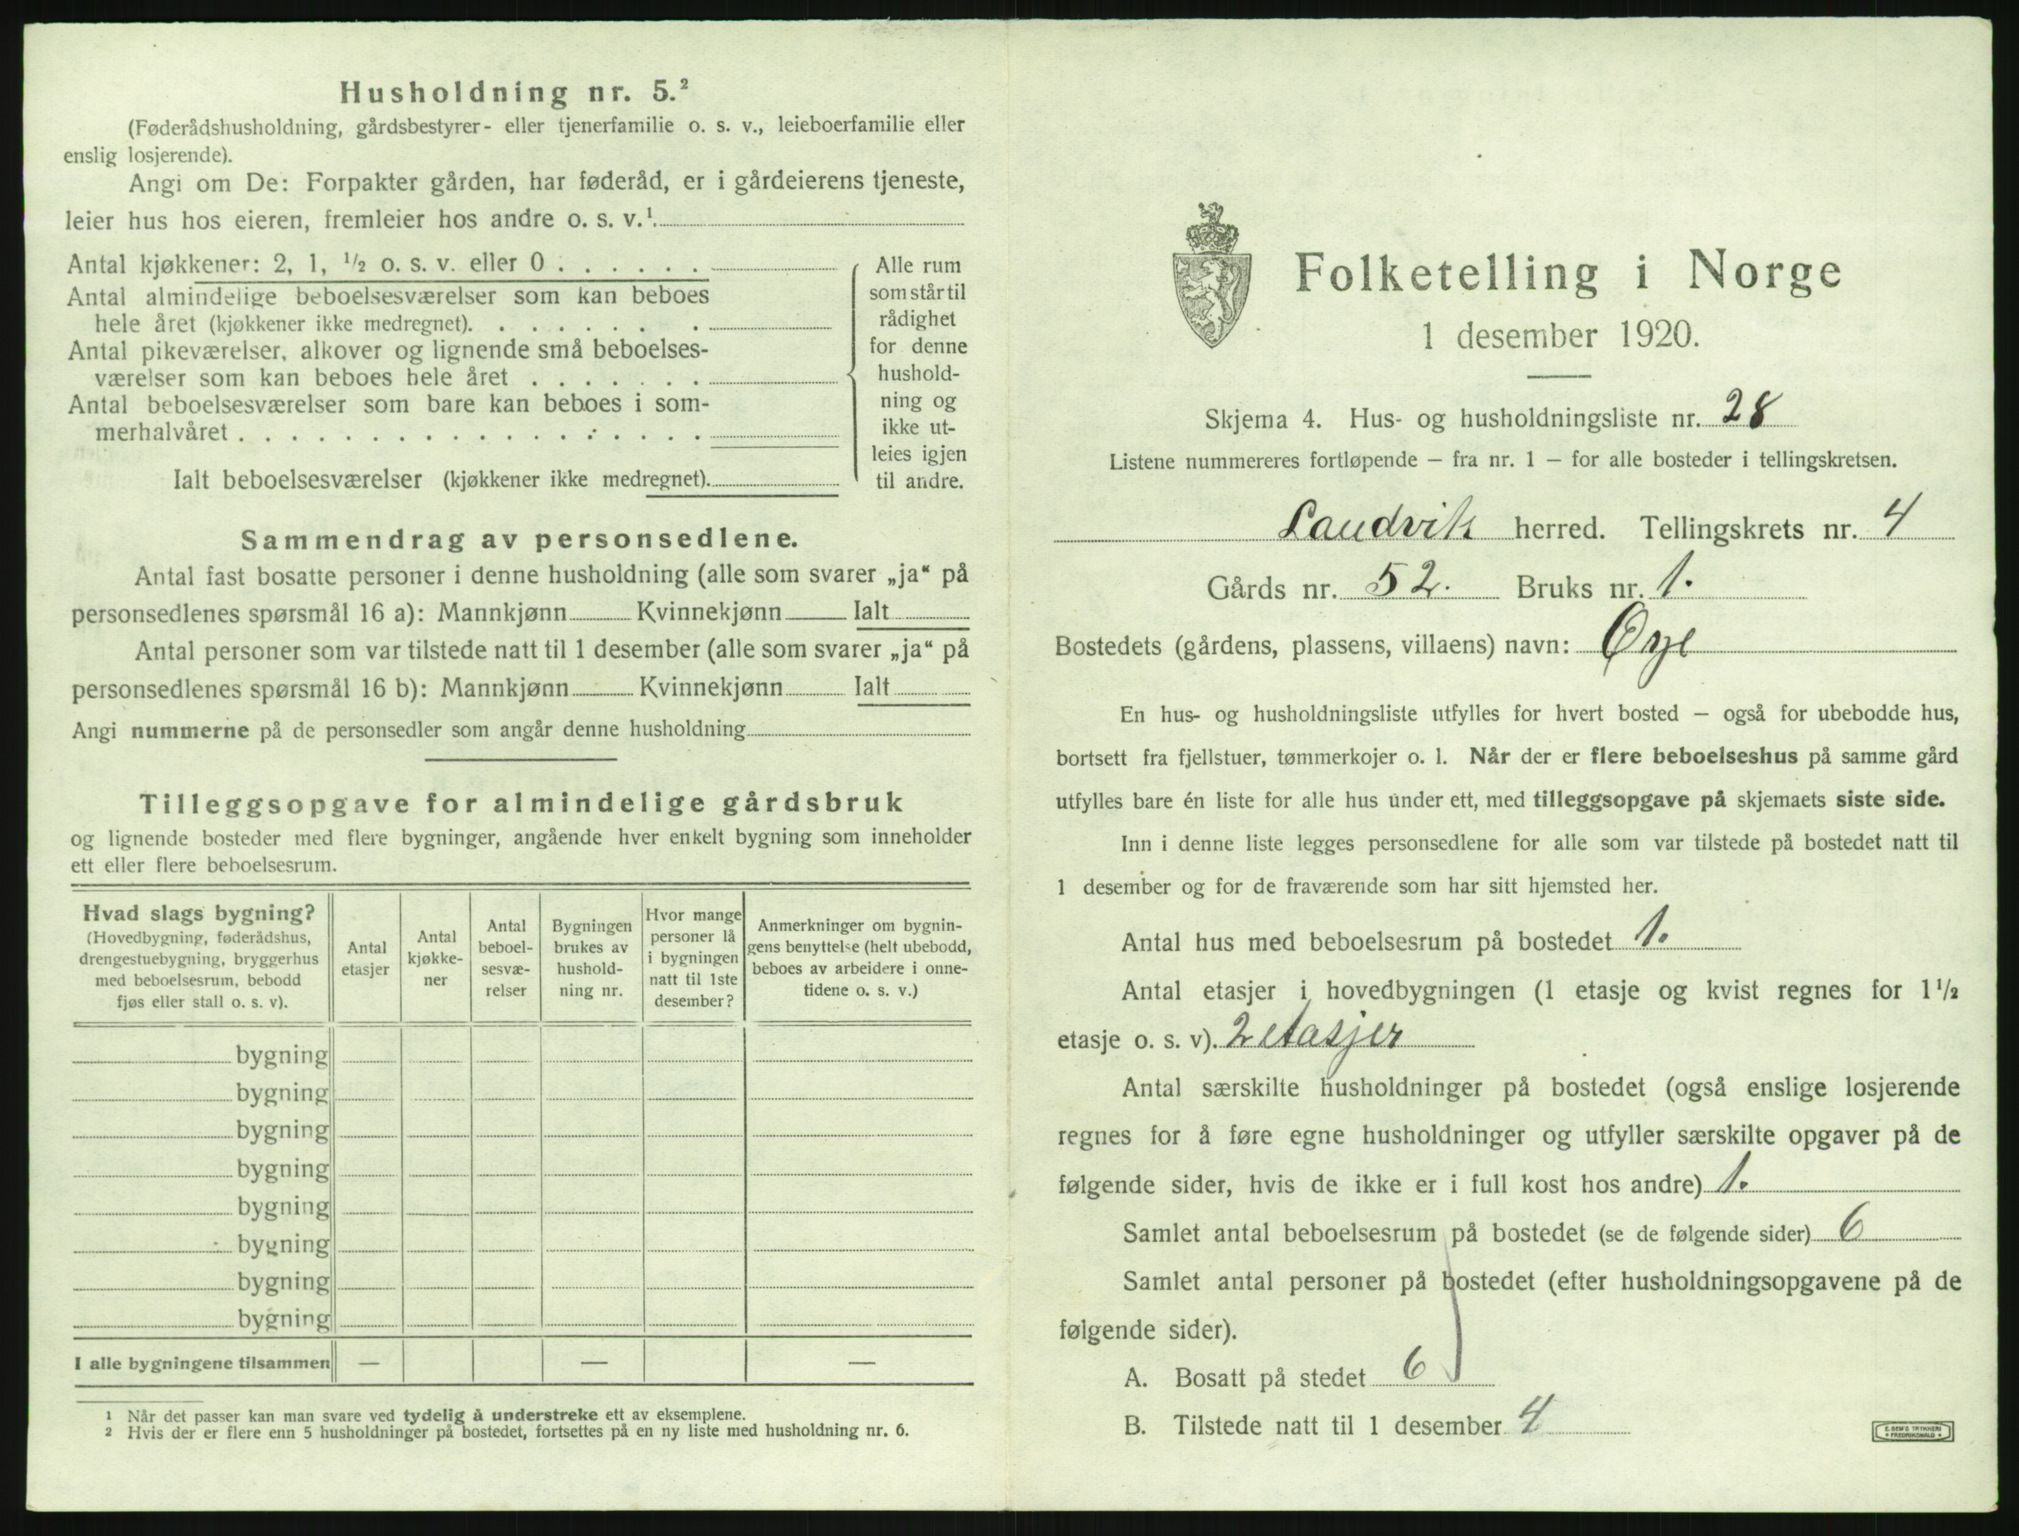 Husholdning nr. 5.²
(Føderådshusholdning, gårdsbestyrer- eller tjenerfamilie o. s. v., leieboerfamilie eller
enslig losjerende).
Angi om De: Forpakter gården, har føderåd, er i gårdeierens tjeneste,
leier hus hos eieren, fremleier hos andre o. s. v.¹
Antal kjøkkener: 2, 1, ½ o. s. v. eller 0 . . . . . .
Antal almindelige beboelsesværelser som kan beboes
hele året (kjøkkener ikke medregnet). . . . . . . .
Antal pikeværelser, alkover og lignende små beboelses-
værelser som kan beboes hele året . . . . . . .
Antal beboelsesværelser som bare kan beboes i som-
merhalvåret . . . . . . . . . . . . . . . . . .
Ialt beboelsesværelser (kjøkkener ikke medregnet).
Alle rum
som står til
rådighet
for denne
hushold-
ning og
ikke ut-
leies igjen
til andre.
Sammendrag av personsedlene.
Antal fast bosatte personer i denne husholdning (alle som svarer „ja“ på
personsedlenes spørsmål 16 a): Mannkjønn Kvinnekjønn Ialt
Antal personer som var tilstede natt til 1 desember (alle som svarer „ja“ på
personsedlenes spørsmål 16 b): Mannkjønn Kvinnekjønn Ialt
Angi nummerne på de personsedler som angår denne husholdning
Tilleggsopgave for almindelige gårdsbruk
og lignende bosteder med flere bygninger, angående hver enkelt bygning som inneholder
ett eller flere beboelsesrum.
Hvad slags bygning?
(Hovedbygning, føderådshus,
drengestuebygning, bryggerhus
med beboelsesrum, bebodd
fjøs eller stall o. s. v).
Antal
etasjer
Antal
kjøkke-
ner
Antal
beboel-
sesvæ-
relser
Bygningen
brukes av
hushold-
ning nr.
Hvor mange
personer lå
i bygningen
natt til 1ste
desember?
Anmerkninger om bygnin-
gens benyttelse (helt ubebodd,
beboes av arbeidere i onne-
tidene o. s. v.)
bygning
bygning
bygning
bygning
bygning
bygning
bygning
bygning
I alle bygningene tilsammen — — —
¹ Når det passer kan man svare ved tydelig å understreke ett av eksemplene.
² Hvis der er flere enn 5 husholdninger på bostedet, fortsettes på en ny liste med husholdning nr. 6.
Folketelling i Norge
1 desember 1920.
Skjema 4. Hus- og husholdningsliste nr. 28
Listene nummereres fortløpende – fra nr. 1 – for alle bosteder i tellingskretsen.
Landvik herred. Tellingskrets nr. 4
Gårds nr. 52. Bruks nr. 1.
Bostedets (gårdens, plassens, villaens) navn: Øye
En hus- og husholdningsliste utfylles for hvert bosted – også for ubebodde hus,
bortsett fra fjellstuer, tømmerkojer o. l. Når der er flere beboelseshus på samme gård
utfylles bare én liste for alle hus under ett, med tilleggsopgave på skjemaets siste side.
Inn i denne liste legges personsedlene for alle som var tilstede på bostedet natt til
1 desember og for de fraværende som har sitt hjemsted her.
Antal hus med beboelsesrum på bostedet 1.
Antal etasjer i hovedbygningen (1 etasje og kvist regnes for 1½
etasje o. s. v). 2 etasjer
Antal særskilte husholdninger på bostedet (også enslige losjerende
regnes for å føre egne husholdninger og utfyller særskilte opgaver på de
følgende sider, hvis de ikke er i full kost hos andre) 1.
Samlet antal beboelsesrum på bostedet (se de følgende sider) 6
Samlet antal personer på bostedet (efter husholdningsopgavene på de
følgende sider).
A. Bosatt på stedet 6
B. Tilstede natt til 1 desember 4
E. SEM'S TRYKKERI
FREDRIKSHALD